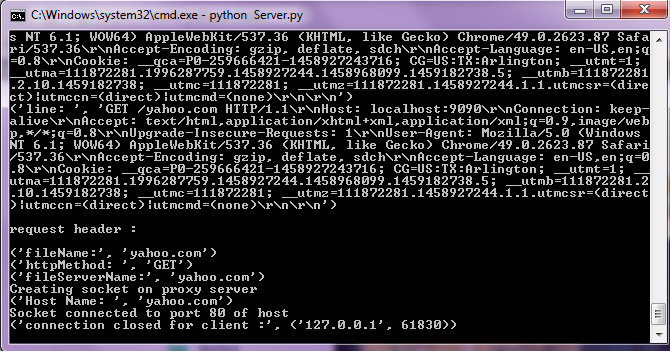 C:\Windows\system32\cmd.exe - python  Server.py
s NT 6.1; WOW64) AppleWebKit/537.36 (KHTML, like Gecko) Chrome/49.0.2623.87 Safa
ri/537.36\r\nAccept-Encoding: gzip, deflate, sdch\r\nAccept-Language: en-US,en;q
=0.8\r\nCookie: __qca=P0-259666421-1458927243716; CG=US:TX:Arlington; __utmt=1;
__utma=111872281.1996287759.1458927244.1458968099.1459182738.5; __utmb=111872281
.2.10.1459182738; __utmc=111872281; __utmz=111872281.1458927244.1.1.utmcsr=(dire
ct)|utmccn=(direct)|utmcmd=(none)\r\n\r\n')
('line: ', 'GET /yahoo.com HTTP/1.1\r\nHost: localhost:9090\r\nConnection: keep-
alive\r\nAccept: text/html,application/xhtml+xml,application/xml;q=0.9,image/web
p,*/*;q=0.8\r\nUpgrade-Insecure-Requests: 1\r\nUser-Agent: Mozilla/5.0 (Windows
NT 6.1; WOW64) AppleWebKit/537.36 (KHTML, like Gecko) Chrome/49.0.2623.87 Safari
/537.36\r\nAccept-Encoding: gzip, deflate, sdch\r\nAccept-Language: en-US,en;q=0
.8\r\nCookie: __qca=P0-259666421-1458927243716; CG=US:TX:Arlington; __utmt=1; __
utma=111872281.1996287759.1458927244.1458968099.1459182738.5; __utmb=111872281.2
.10.1459182738; __utmc=111872281; __utmz=111872281.1458927244.1.1.utmcsr=(direct
)|utmccn=(direct)|utmcmd=(none)\r\n\r\n')
request header :
('fileName:', 'yahoo.com')
('httpMethod: ', 'GET')
('fileServerName:', 'yahoo.com')
Creating socket on proxy server
('Host Name: ', 'yahoo.com')
Socket connected to port 80 of host
('connection closed for client :', ('127.0.0.1', 61830))